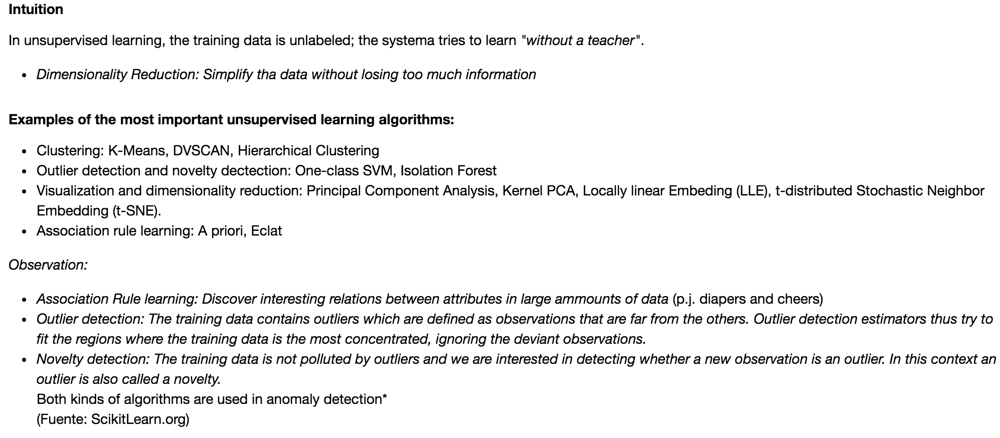 Intuition
In unsupervised learning, the training data is unlabeled; the systema tries to learn "without a teacher".
• Dimensionality Reduction: Simplify tha data without losing too much information
Examples of the most important unsupervised learning algorithms:
• Clustering: K-Means, DVSCAN, Hierarchical Clustering
• Outlier detection and novelty dectection: One-class SVM, Isolation Forest
• Visualization and dimensionality reduction: Principal Component Analysis, Kernel PCA, Locally linear Embeding (LLE), t-distributed Stochastic Neighbor
Embedding (t-SNE).
• Association rule learning: A priori, Eclat
Observation:
• Association Rule learning: Discover interesting relations between attributes in large ammounts of data (p.j. diapers and cheers)
• Outlier detection: The training data contains outliers which are defined as observations that are far from the others. Outlier detection estimators thus try to
fit the regions where the training data is the most concentrated, ignoring the deviant observations.
• Novelty detection: The training data is not polluted by outliers and we are interested in detecting whether a new observation is an outlier. In this context an
outlier is also called a novelty.
Both kinds of algorithms are used in anomaly detection*
(Fuente: ScikitLearn.org)